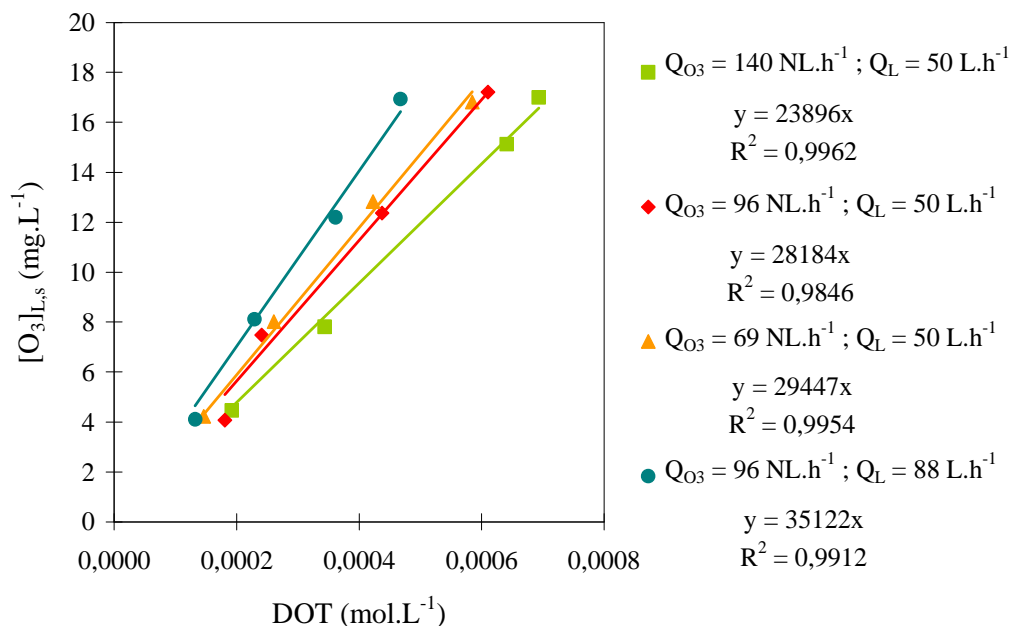 20
18
16
14
12
10
8
6
4
2
0
[O3]L,s (mg.L-1)
0,0000 0,0002 0,0004 0,0006 0,0008
DOT (mol.L-1)
QO3 = 140 NL.h-1 ; QL = 50 L.h-1
y = 23896x
R2 = 0,9962
QO3 = 96 NL.h-1 ; QL = 50 L.h-1
y = 28184x
R2 = 0,9846
QO3 = 69 NL.h-1 ; QL = 50 L.h-1
y = 29447x
R2 = 0,9954
QO3 = 96 NL.h-1 ; QL = 88 L.h-1
y = 35122x
R2 = 0,9912